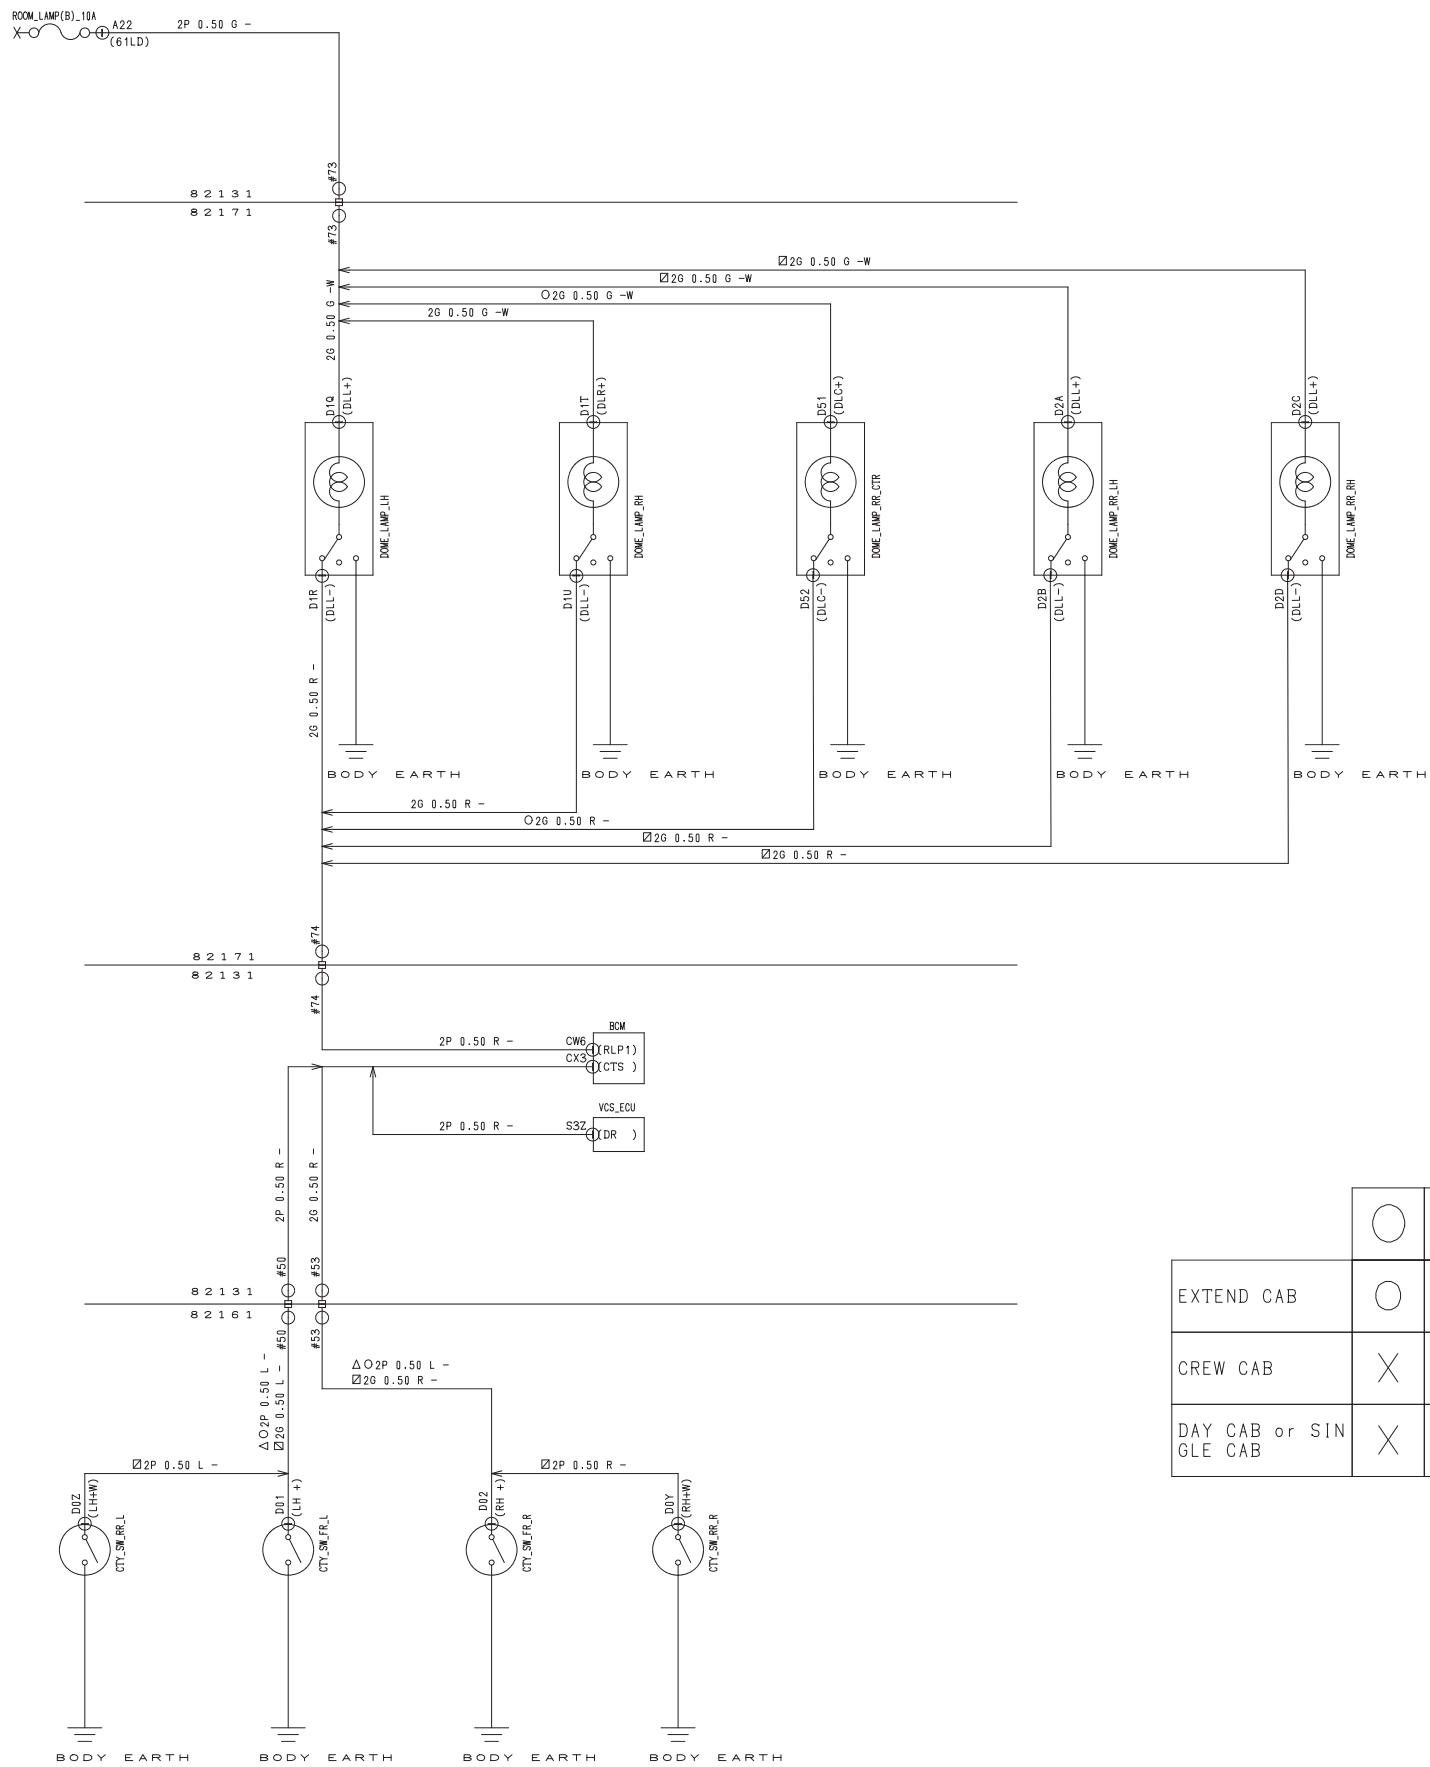 ROOM_LAMP(B)_10A
A22
(61LD)
2P 0.50 G -
#73
82131
82171
#73
2G 0.50 G -W
2G 0.50 G -W
2G 0.50 G -W
2G 0.50 G -W
2G 0.50 G -W
D1Q
(DLL+)
D1T
(DLR+)
D51
(DLC+)
D2A
(DLL+)
D2C
(DLL+)
DOME_LAMP_LH
DOME_LAMP_RH
DOME_LAMP_RR_CTR
DOME_LAMP_RR_LH
DOME_LAMP_RR_RH
D1R
(DLL-)
D1U
(DLL-)
D52
(DLC-)
D2B
(DLL-)
D2D
(DLL-)
2G 0.50 R -
BODY EARTH
BODY EARTH
BODY EARTH
BODY EARTH
BODY EARTH
2G 0.50 R -
2G 0.50 R -
2G 0.50 R -
2G 0.50 R -
#74
82171
82131
#74
BCM
2P 0.50 R -
CW6
(RLP1)
CX3
(CTS )
VCS_ECU
2P 0.50 R -
S3Z
(DR )
2P 0.50 R -
2G 0.50 R -
#50
#53
82131
82161
#50
#53
△○2P 0.50 L -
2G 0.50 L -
△○2P 0.50 L -
2G 0.50 R -
2P 0.50 L -
2P 0.50 R -
D0Z
(LH+W)
D01
(LH +)
D02
(RH +)
D0Y
(RH+W)
CTY_SW_RR_L
CTY_SW_FR_L
CTY_SW_FR_R
CTY_SW_RR_R
BODY EARTH
BODY EARTH
BODY EARTH
BODY EARTH
○
EXTEND CAB ○
CREW CAB X
DAY CAB or SIN
GLE CAB X